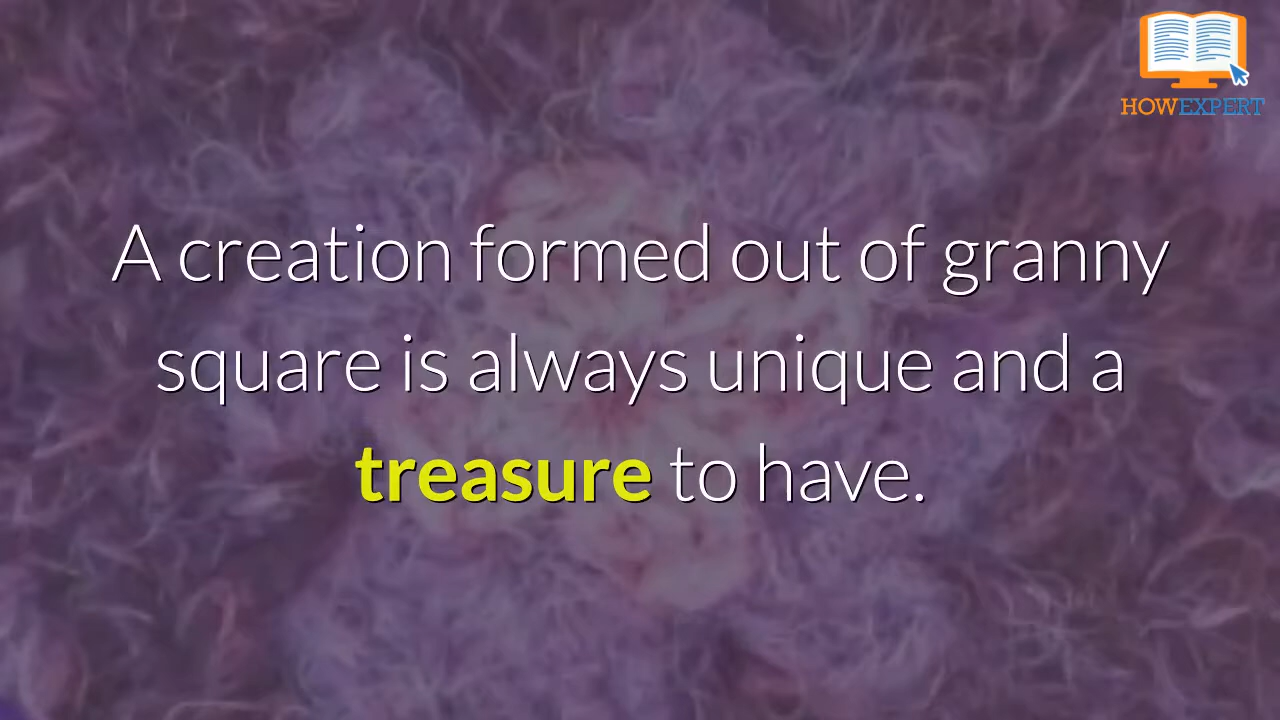 HOWEXPERT
A creation formed out of granny
square is always unique and a
treasure to have.